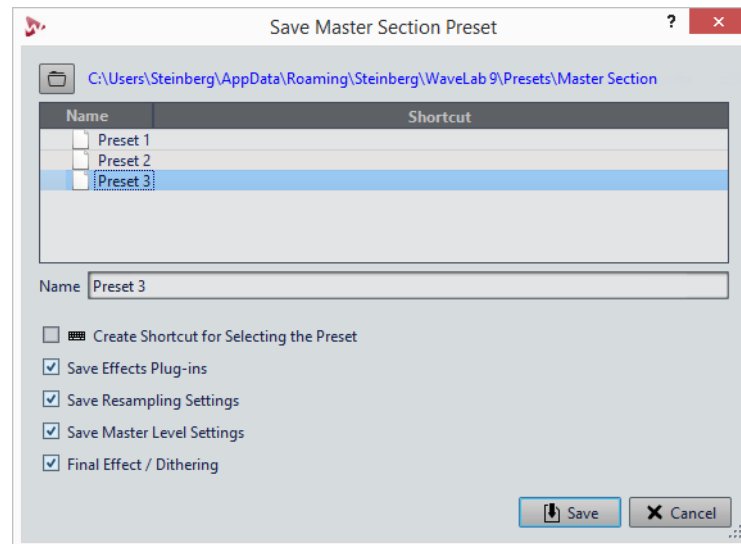 Save Master Section Preset
?
C:\Users\Steinberg\AppData\Roaming\Steinberg\WaveLab 9\Presets\Master Section
Name Shortcut
Preset 1
Preset 2
Preset 3
Name Preset 3
Create Shortcut for Selecting the Preset
Save Effects Plug-ins
Save Resampling Settings
Save Master Level Settings
Final Effect / Dithering
Save Cancel